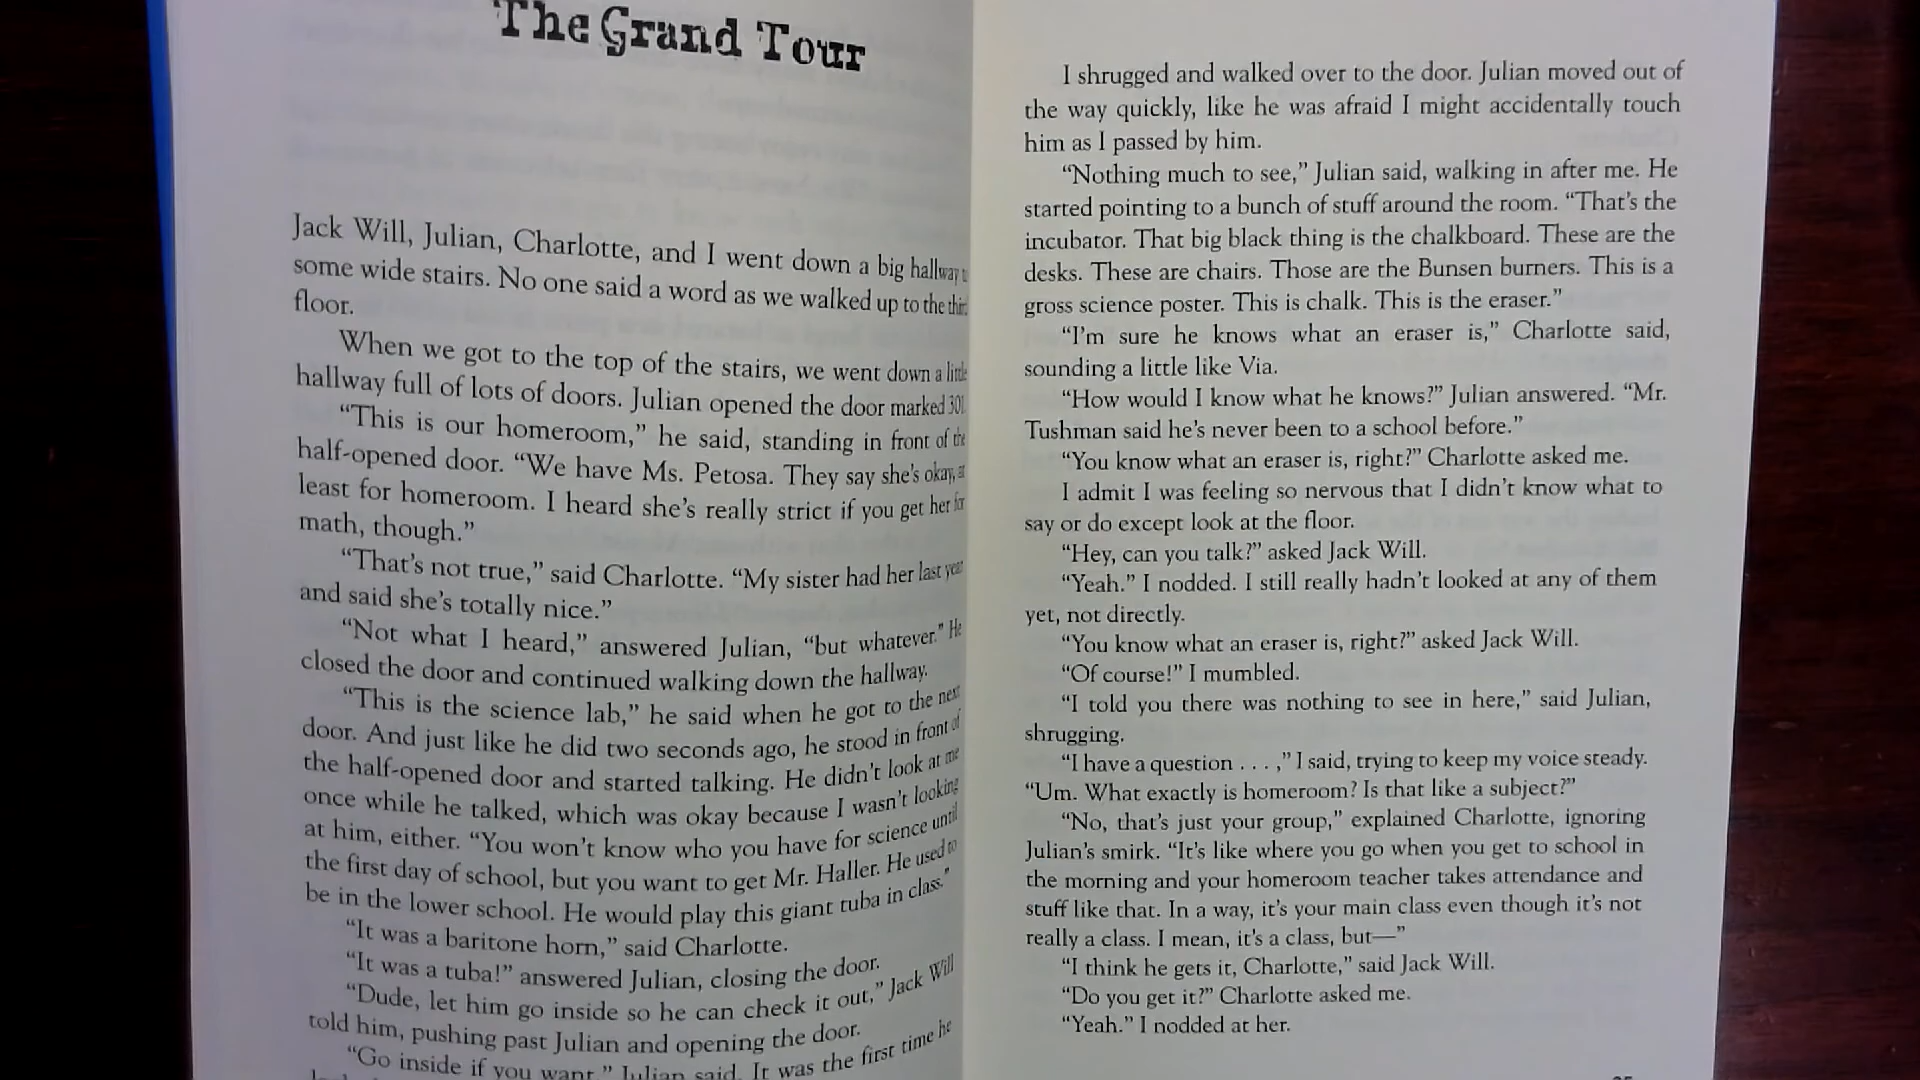 The Grand Tour
Jack Will, Julian, Charlotte, and I went down a big hallway
some wide stairs. No one said a word as we walked up to the
floor.
When we got to the top of the stairs, we went down a little
hallway full of lots of doors. Julian opened the door marked 301.
“This is our homeroom,” he said, standing in front of the
half-opened door. “We have Ms. Petosa. They say she’s okay, at
least for homeroom. I heard she’s really strict if you get her for
math, though.”
“That’s not true,” said Charlotte. “My sister had her last year
and said she’s totally nice.”
“Not what I heard,” answered Julian, “but whatever.” He
closed the door and continued walking down the hallway.
“This is the science lab,” he said when he got to the next
door. And just like he did two seconds ago, he stood in front of
the half-opened door and started talking. He didn’t look at me
once while he talked, which was okay because I wasn’t looking
at him, either. “You won’t know who you have for science until
the first day of school, but you want to get Mr. Haller. He used to
be in the lower school. He would play this giant tuba in class.”
“It was a baritone horn,” said Charlotte.
“It was a tuba!” answered Julian, closing the door.
“Dude, let him go inside so he can check it out,” Jack Will
told him, pushing past Julian and opening the door.
“Go inside if you want,” Julian said. It was the first time he
I shrugged and walked over to the door. Julian moved out of
the way quickly, like he was afraid I might accidentally touch
him as I passed by him.
“Nothing much to see,” Julian said, walking in after me. He
started pointing to a bunch of stuff around the room. “That’s the
incubator. That big black thing is the chalkboard. These are the
desks. These are chairs. Those are the Bunsen burners. This is a
gross science poster. This is chalk. This is the eraser.”
“I’m sure he knows what an eraser is,” Charlotte said,
sounding a little like Via.
“How would I know what he knows?” Julian answered. “Mr.
Tushman said he’s never been to a school before.”
“You know what an eraser is, right?” Charlotte asked me.
I admit I was feeling so nervous that I didn’t know what to
say or do except look at the floor.
“Hey, can you talk?” asked Jack Will.
“Yeah.” I nodded. I still really hadn’t looked at any of them
yet, not directly.
“You know what an eraser is, right?” asked Jack Will.
“Of course!” I mumbled.
“I told you there was nothing to see in here,” said Julian,
shrugging.
“I have a question . . . ,” I said, trying to keep my voice steady.
“Um. What exactly is homeroom? Is that like a subject?”
“No, that’s just your group,” explained Charlotte, ignoring
Julian’s smirk. “It’s like where you go when you get to school in
the morning and your homeroom teacher takes attendance and
stuff like that. In a way, it’s your main class even though it’s not
really a class. I mean, it’s a class, but—”
“I think he gets it, Charlotte,” said Jack Will.
“Do you get it?” Charlotte asked me.
“Yeah.” I nodded at her.